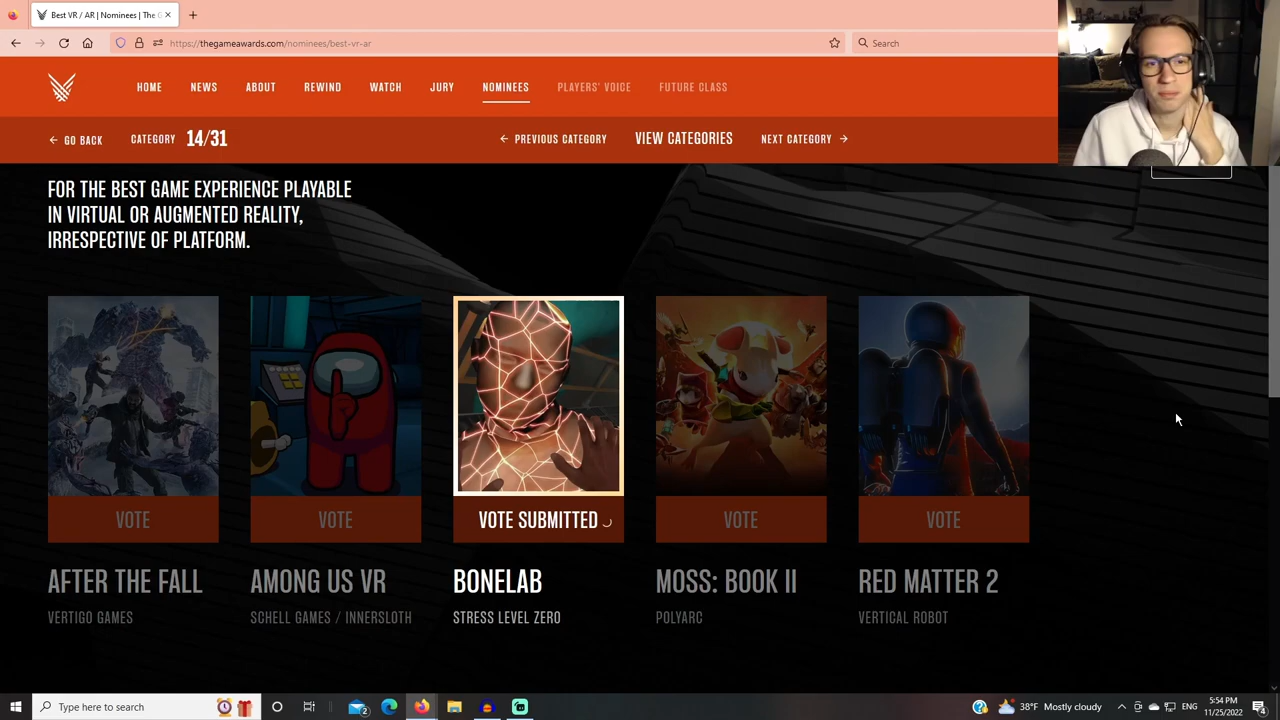 Best VR / AR | Nominees | The G
https://thegameawards.com/nominees/best-vr-ar
Search
HOME
NEWS
ABOUT
REWIND
WATCH
JURY
NOMINEES
PLAYERS' VOICE
FUTURE CLASS
GO BACK
CATEGORY 14/31
PREVIOUS CATEGORY
VIEW CATEGORIES
NEXT CATEGORY
FOR THE BEST GAME EXPERIENCE PLAYABLE
IN VIRTUAL OR AUGMENTED REALITY,
IRRESPECTIVE OF PLATFORM.
VOTE
VOTE
VOTE SUBMITTED
VOTE
VOTE
AFTER THE FALL
AMONG US VR
BONELAB
MOSS: BOOK II
RED MATTER 2
VERTIGO GAMES
SCHELL GAMES / INNERSLOTH
STRESS LEVEL ZERO
POLYARC
VERTICAL ROBOT
Type here to search
2
38°F Mostly cloudy
ENG
5:54 PM
11/25/2022
4